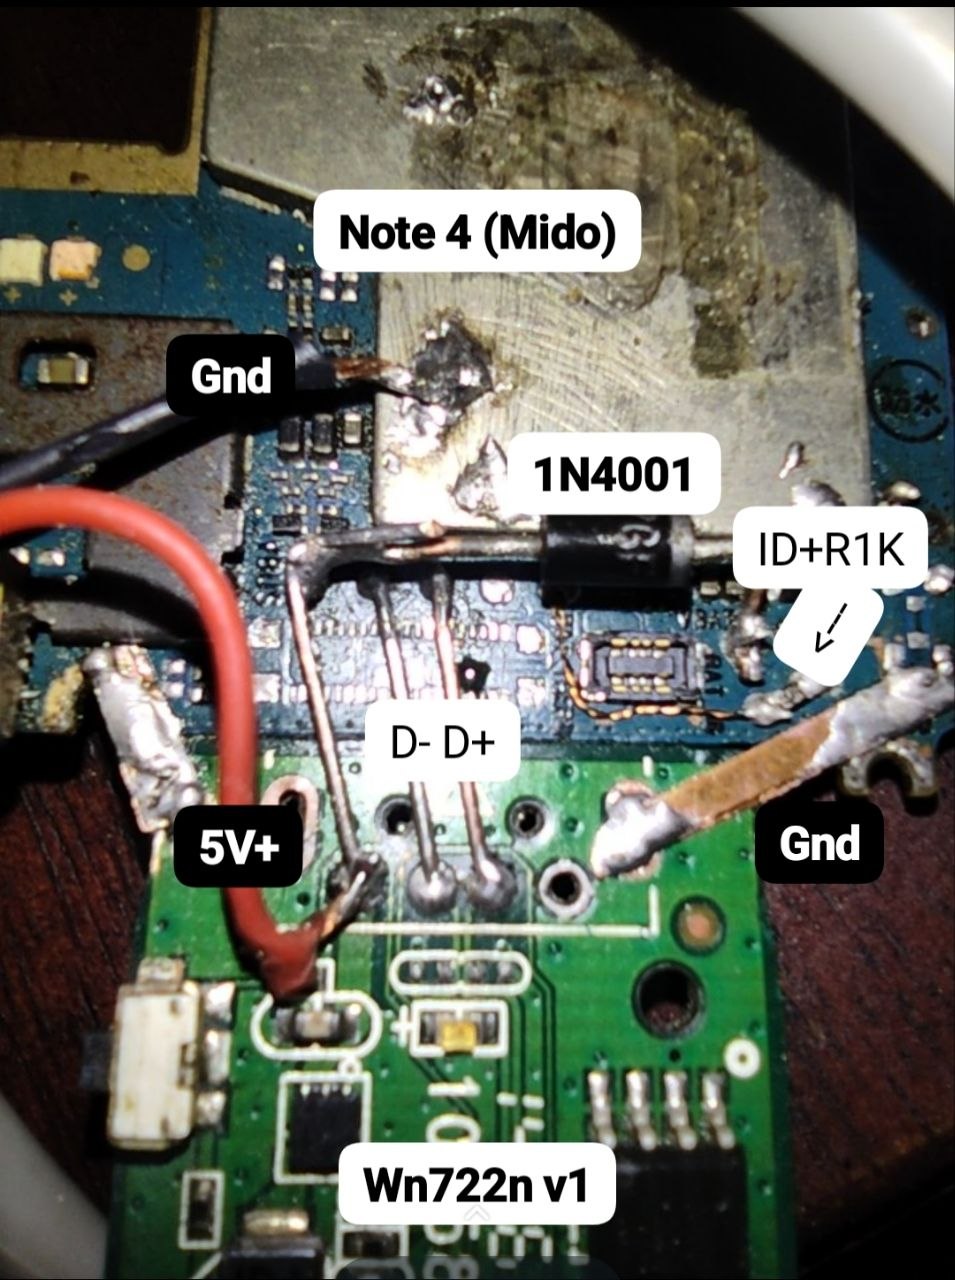 Note 4 (Mido)
Gnd
1N4001
ID+R1K
D- D+
5V+
Gnd
Wn722n v1